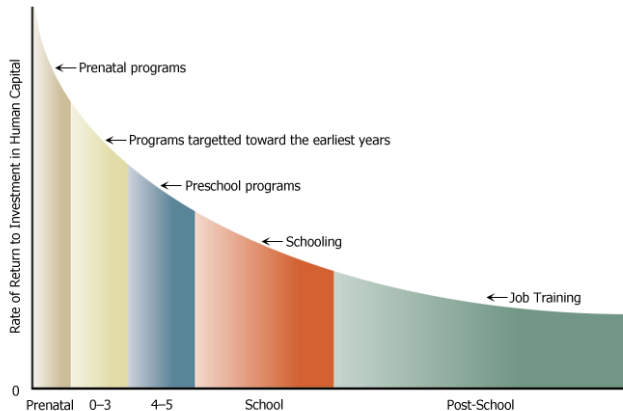 Rate of Return to Investment in Human Capital
Prenatal programs
Programs targetted toward the earliest years
Preschool programs
Schooling
Job Training
0
Prenatal
0–3
4–5
School
Post-School